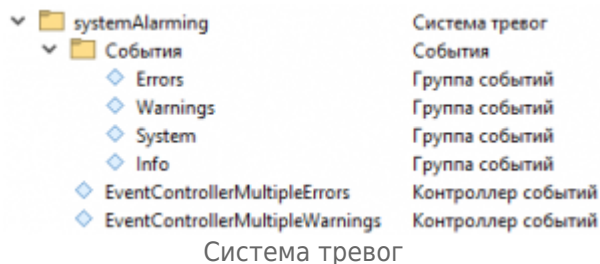 systemAlarming Система тревог
События События
Errors Группа событий
Warnings Группа событий
System Группа событий
Info Группа событий
EventControllerMultipleErrors Контроллер событий
EventControllerMultipleWarnings Контроллер событий
Система тревог